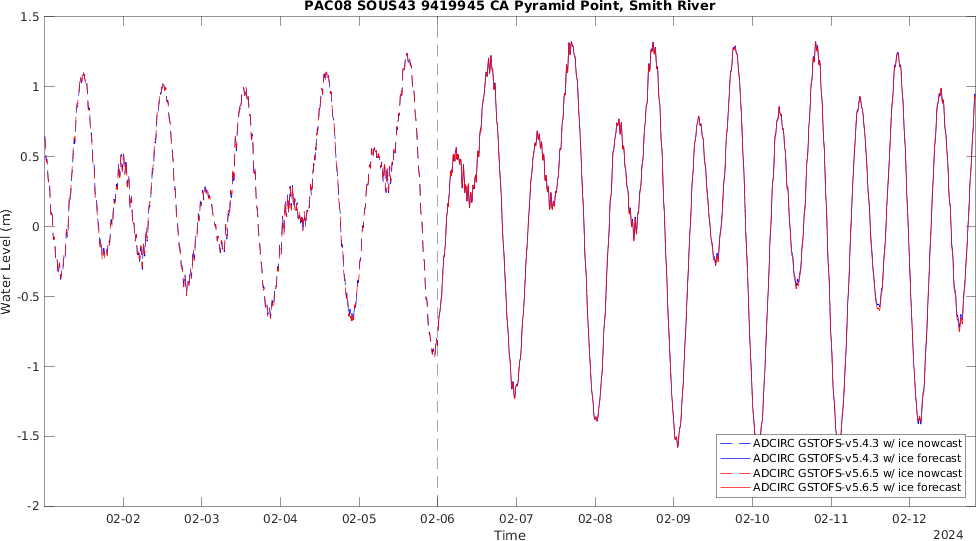 PAC08 SOUS43 9419945 CA Pyramid Point, Smith River
1.5
1
0.5
0
-0.5
-1
-1.5
-2
Water Level (m)
ADCIRC GSTOFS-v5.4.3 w/ ice nowcast
ADCIRC GSTOFS-v5.4.3 w/ ice forecast
ADCIRC GSTOFS-v5.6.5 w/ ice nowcast
ADCIRC GSTOFS-v5.6.5 w/ ice forecast
02-02 02-03 02-04 02-05 02-06 02-07 02-08 02-09 02-10 02-11 02-12
Time
2024